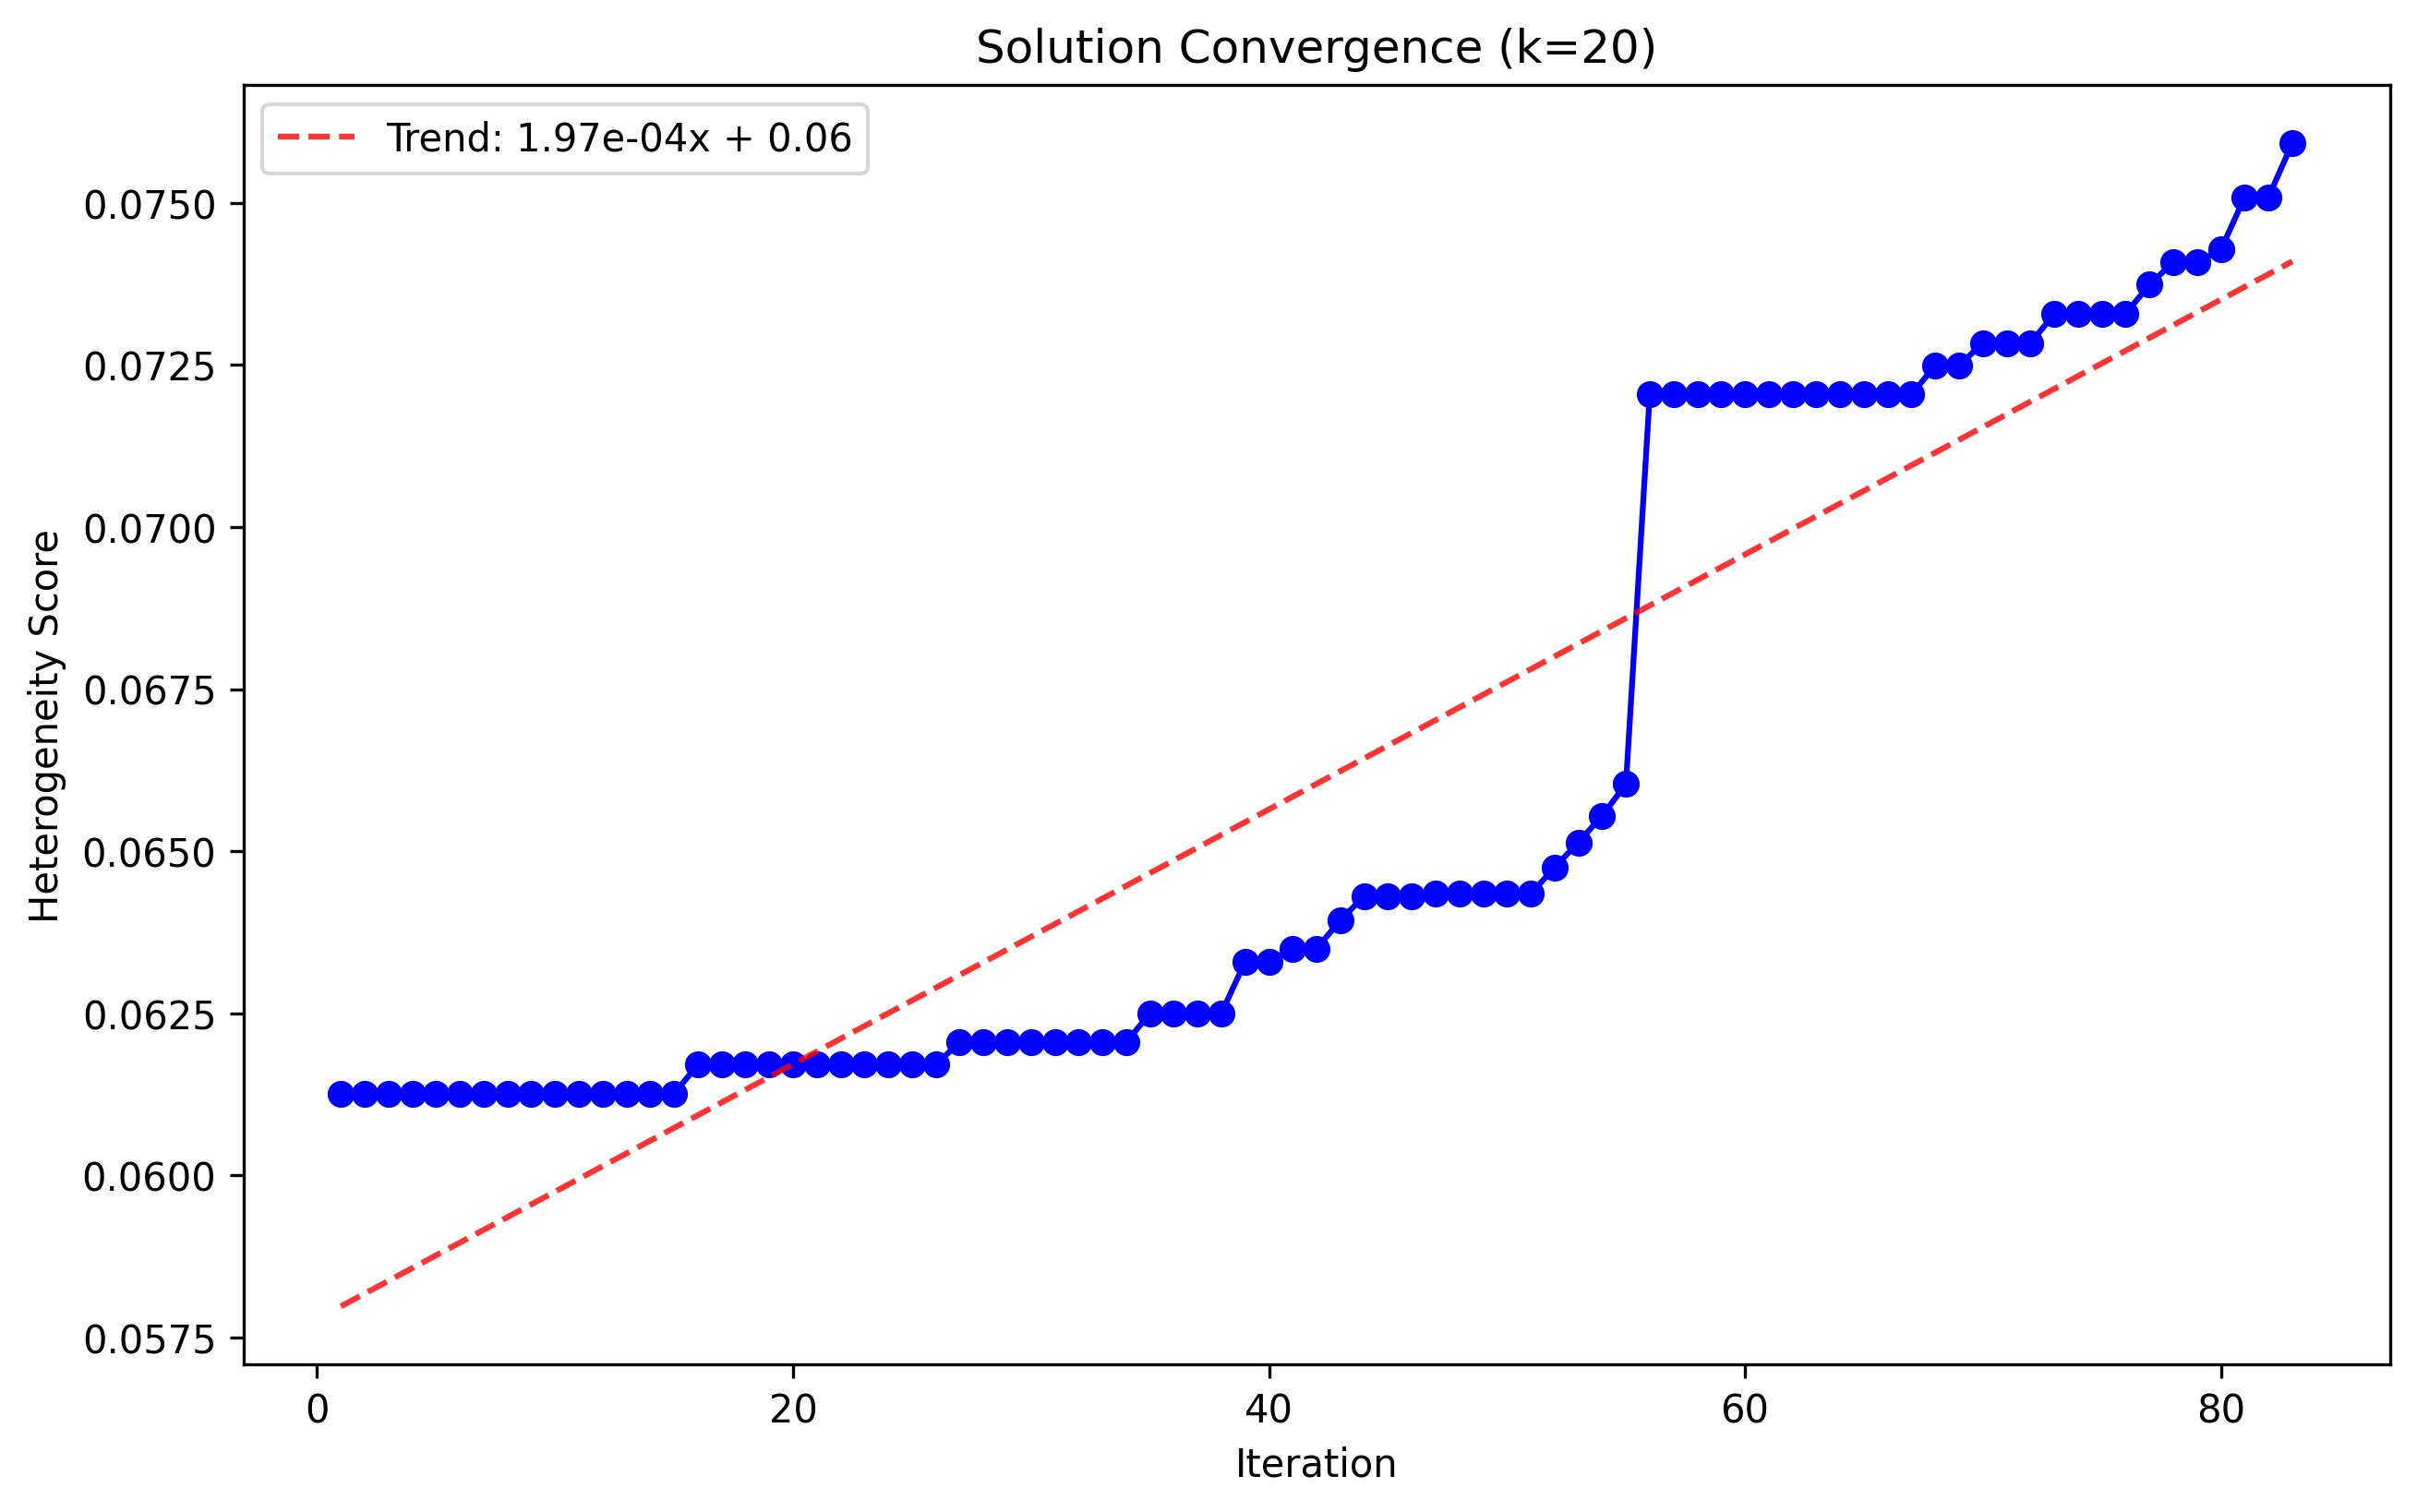 Solution Convergence (k=20)
Trend: 1.97e-04x + 0.06
Heterogeneity Score
0.0750
0.0725
0.0700
0.0675
0.0650
0.0625
0.0600
0.0575
0 20 40 60 80
Iteration